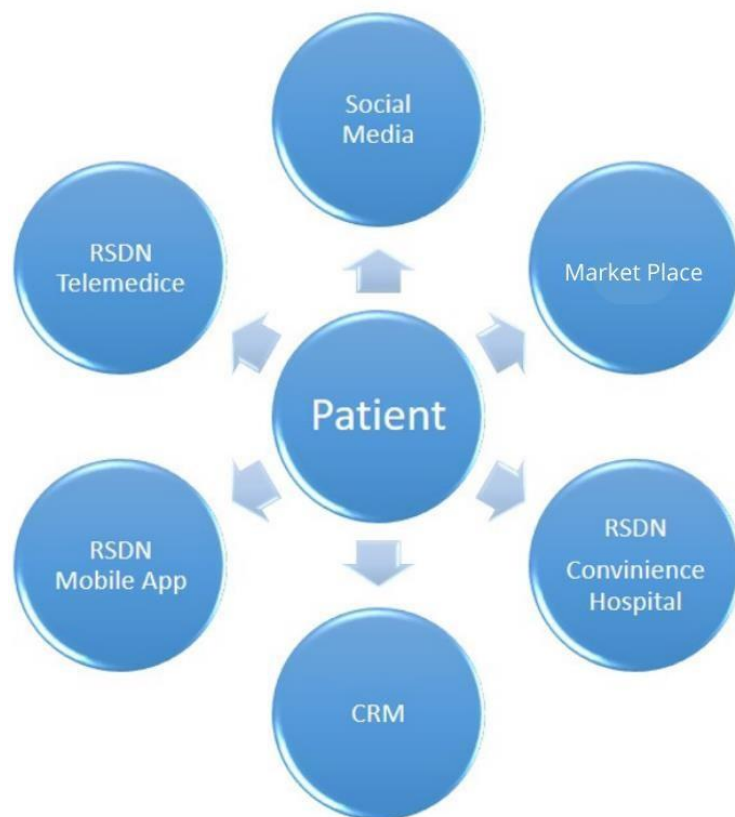 Social
Media
RSDN
Telemedice
Market Place
Patient
RSDN
Mobile App
RSDN
Convinience
Hospital
CRM